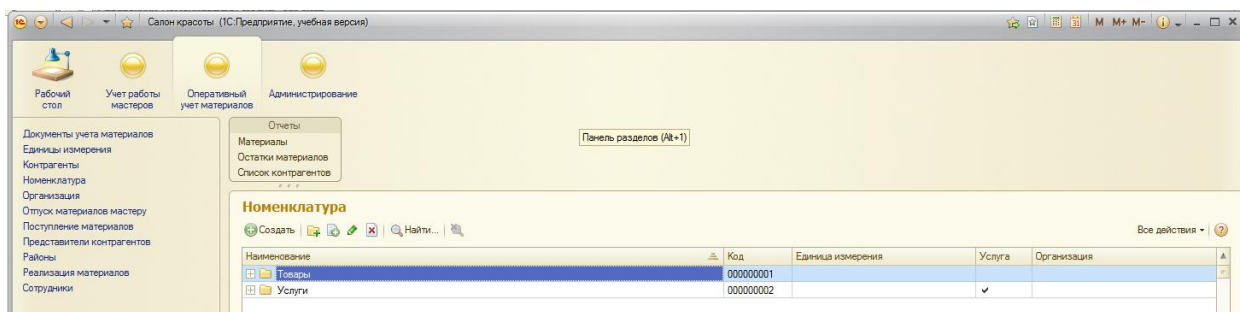 Салон красоты (1С:Предприятие, учебная версия)
M M+ M-
Рабочий стол
Учет работы мастеров
Оперативный учет материалов
Администрирование
Документы учета материалов
Единицы измерения
Контрагенты
Номенклатура
Организация
Отпуск материалов мастеру
Поступление материалов
Представители контрагентов
Районы
Реализация материалов
Сотрудники
Отчеты
Материалы
Остатки материалов
Список контрагентов
Панель разделов (Alt+1)
Номенклатура
Создать Найти... Все действия
Наименование Код Единица измерения Услуга Организация
Товары 000000001
Услуги 000000002